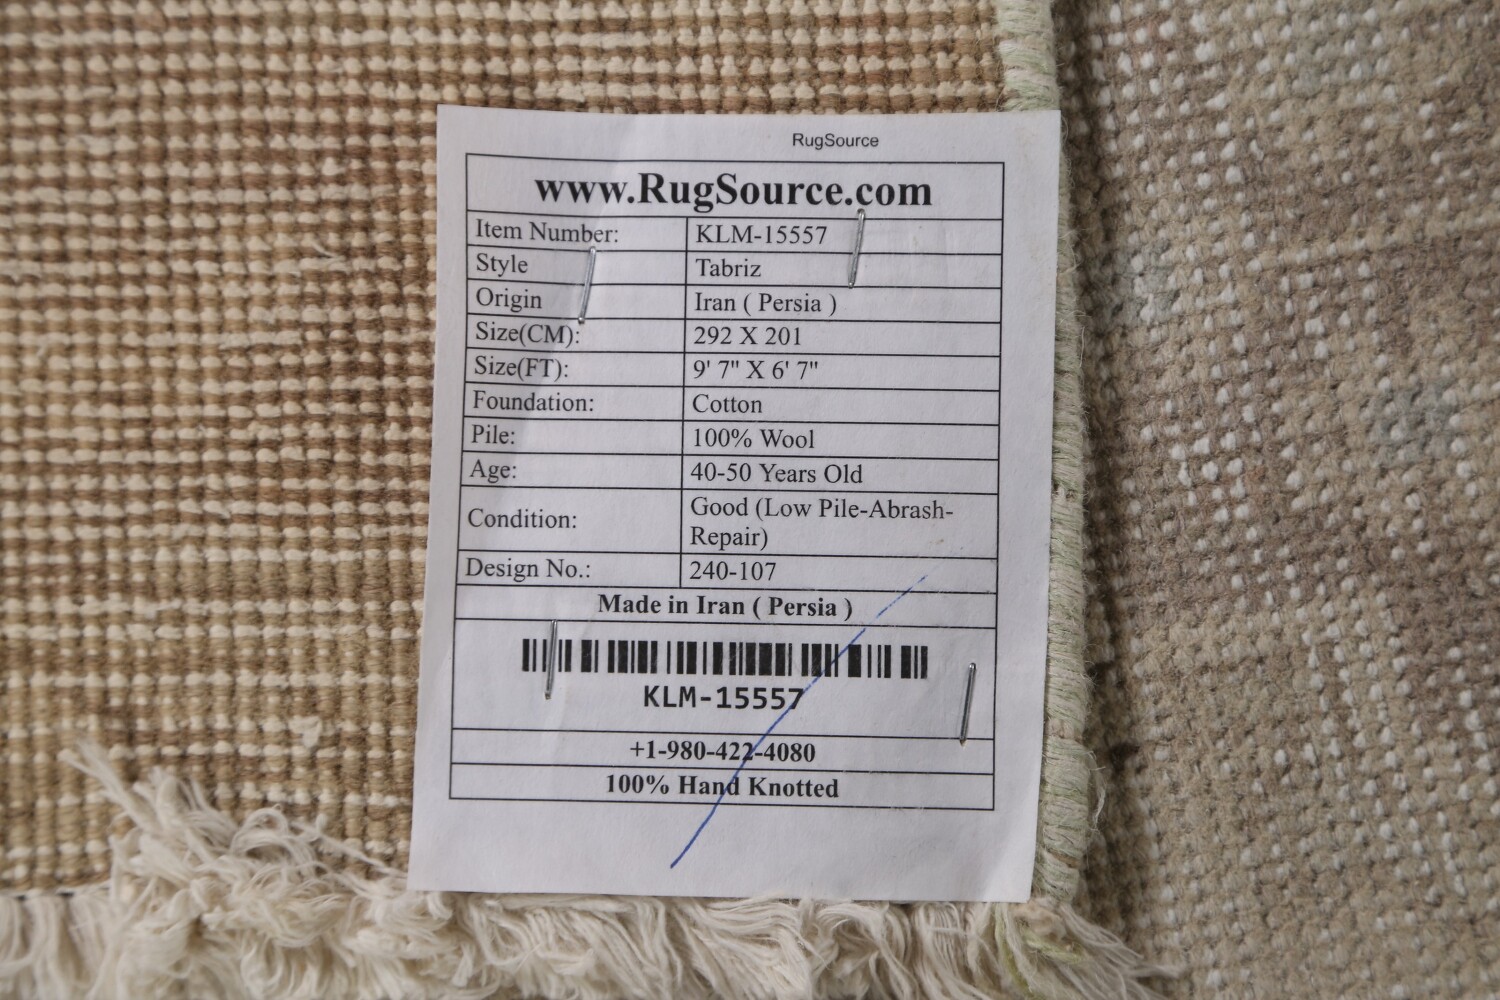 RugSource
www.RugSource.com
Item Number: KLM-15557
Style Tabriz
Origin Iran ( Persia )
Size(CM): 292 X 201
Size(FT): 9' 7" X 6' 7"
Foundation: Cotton
Pile: 100% Wool
Age: 40-50 Years Old
Condition: Good (Low Pile-Abrash-
Repair)
Design No.: 240-107
Made in Iran ( Persia )
KLM-15557
+1-980-422-4080
100% Hand Knotted